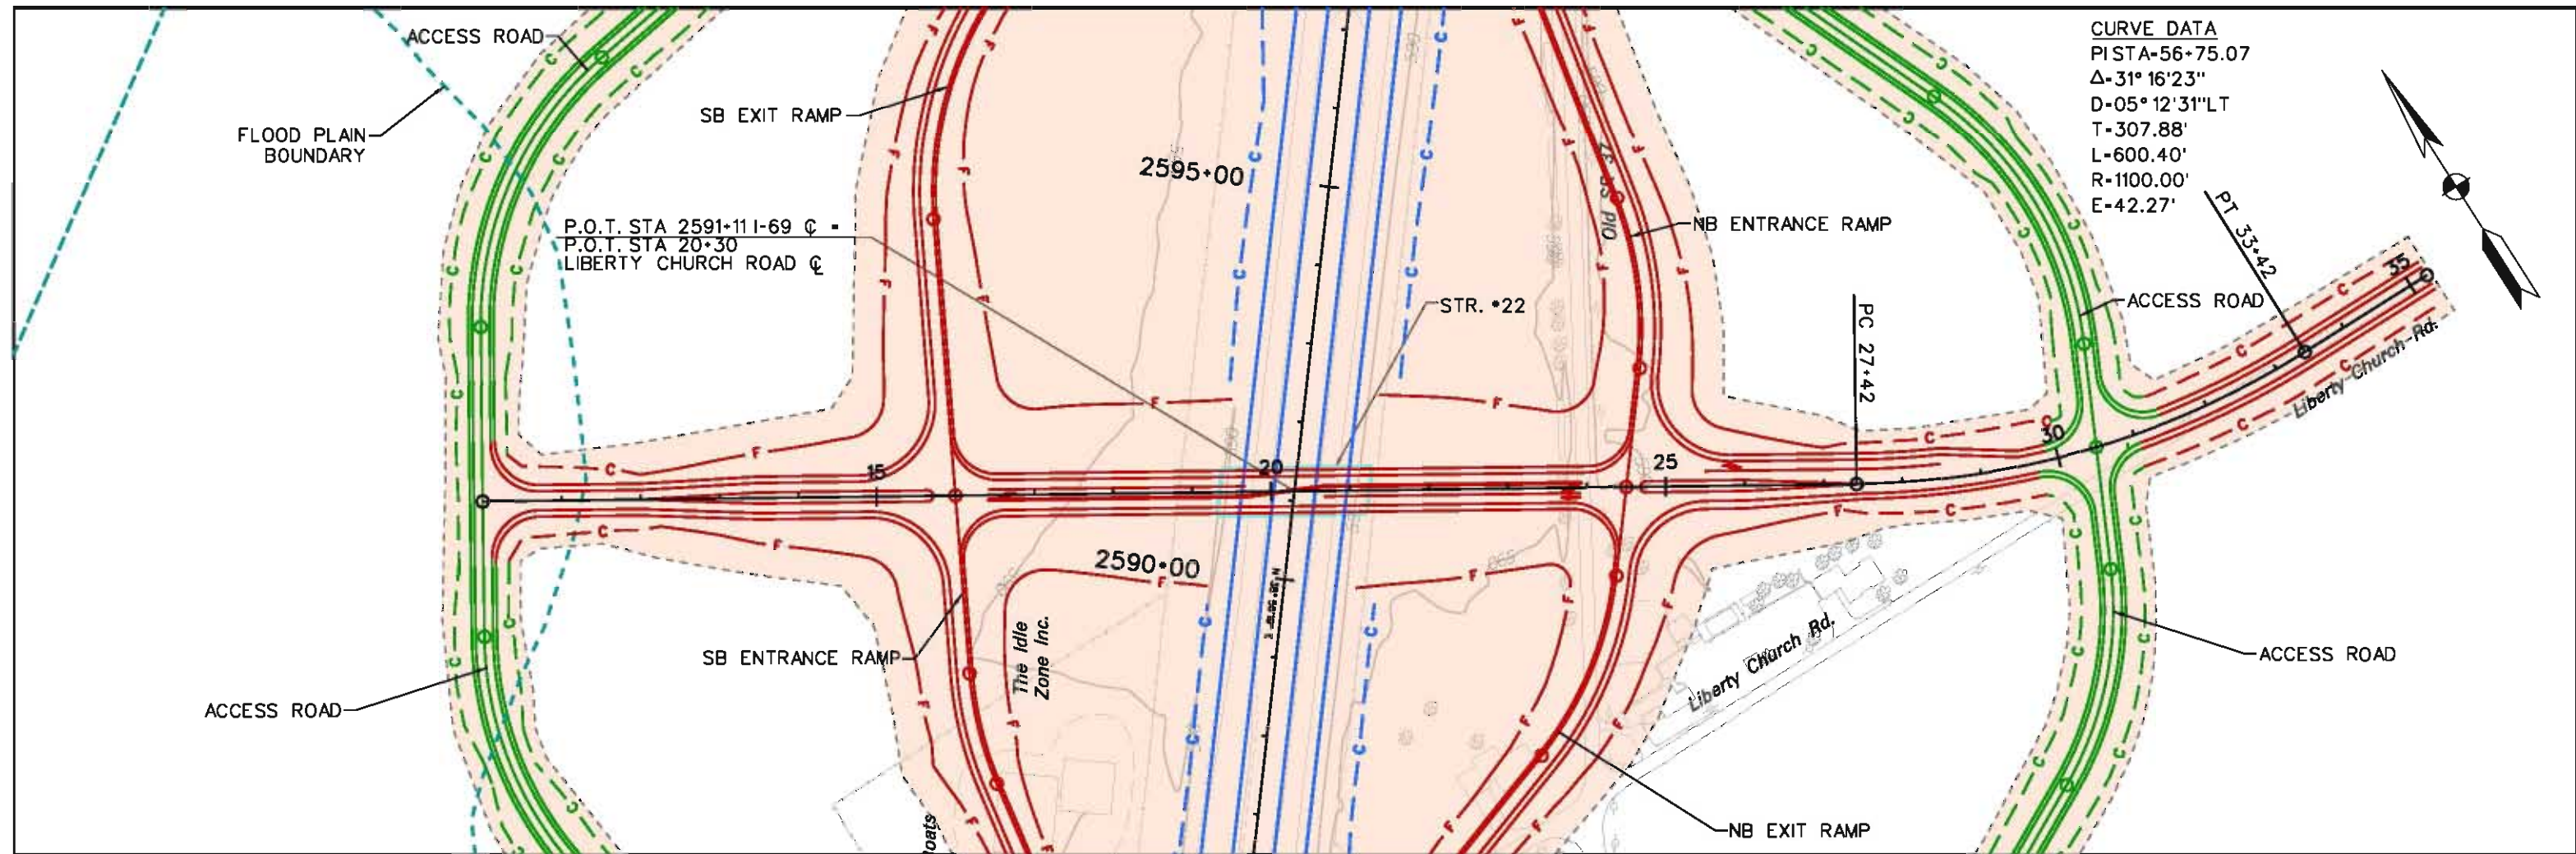 ACCESS ROAD
FLOOD PLAIN
BOUNDARY
SB EXIT RAMP
P.O.T. STA 2591+11 I-69 ℄ =
P.O.T. STA 20+30
LIBERTY CHURCH ROAD ℄
2595+00
STR. #22
NB ENTRANCE RAMP
OLD SR 37
CURVE DATA
PI STA=56+75.07
Δ=31°16'23"
D=05°12'31"LT
T=307.88'
L=600.40'
R=1100.00'
E=42.27'
PT 33+42
PC 27+42
ACCESS ROAD
35
Liberty Church Rd.
30
15
20
25
2590+00
The Idle
Zone Inc.
SB ENTRANCE RAMP
ACCESS ROAD
Boats
Liberty Church Rd.
ACCESS ROAD
NB EXIT RAMP